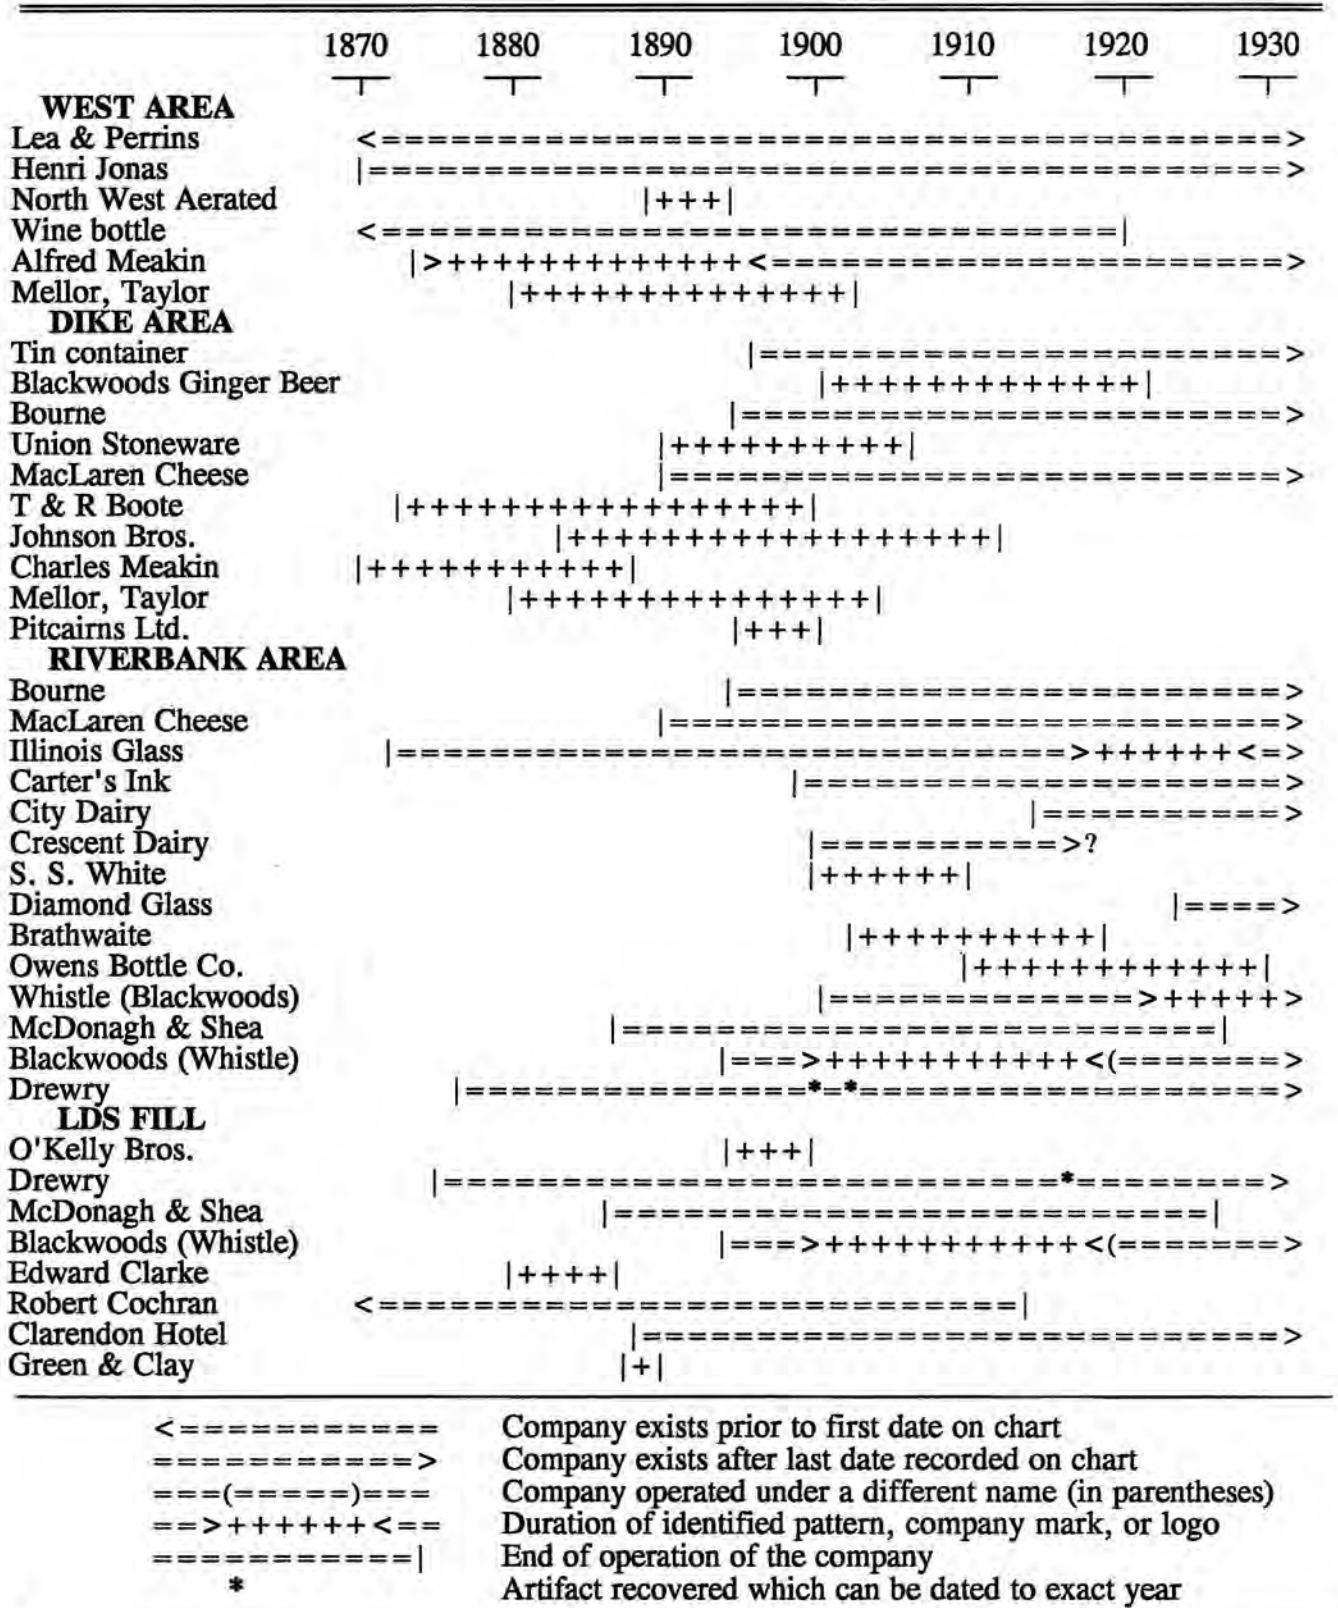 1870 1880 1890 1900 1910 1920 1930
WEST AREA
Lea & Perrins <==============================>
Henri Jonas |===============================>
North West Aerated |+++|
Wine bottle <=========================|
Alfred Meakin |>+++++++++++++<==================>
Mellor, Taylor |++++++++++++++|
DIKE AREA
Tin container |==================>
Blackwoods Ginger Beer |+++++++++++++|
Bourne |==================>
Union Stoneware |++++++++++|
MacLaren Cheese |=====================>
T & R Boote |+++++++++++++++++|
Johnson Bros. |++++++++++++++++++|
Charles Meakin |+++++++++++|
Mellor, Taylor |+++++++++++++++|
Pitcairns Ltd. |+++|
RIVERBANK AREA
Bourne |==================>
MacLaren Cheese |=====================>
Illinois Glass |=======================>++++++<=>
Carter's Ink |================>
City Dairy |=========>
Crescent Dairy |==========>?
S. S. White |++++++|
Diamond Glass |====>
Brathwaite |++++++++++|
Owens Bottle Co. |++++++++++++|
Whistle (Blackwoods) |=============>+++++>
McDonagh & Shea |====================|
Blackwoods (Whistle) |===>+++++++++++<(=======>
Drewry |===============*=*==================>
LDS FILL
O'Kelly Bros. |+++|
Drewry |===========================*========>
McDonagh & Shea |====================|
Blackwoods (Whistle) |===>+++++++++++<(=======>
Edward Clarke |++++|
Robert Cochran <======================|
Clarendon Hotel |======================>
Green & Clay |+|
<=========== Company exists prior to first date on chart
===========> Company exists after last date recorded on chart
===(=====)=== Company operated under a different name (in parentheses)
==>++++++<== Duration of identified pattern, company mark, or logo
===========| End of operation of the company
* Artifact recovered which can be dated to exact year